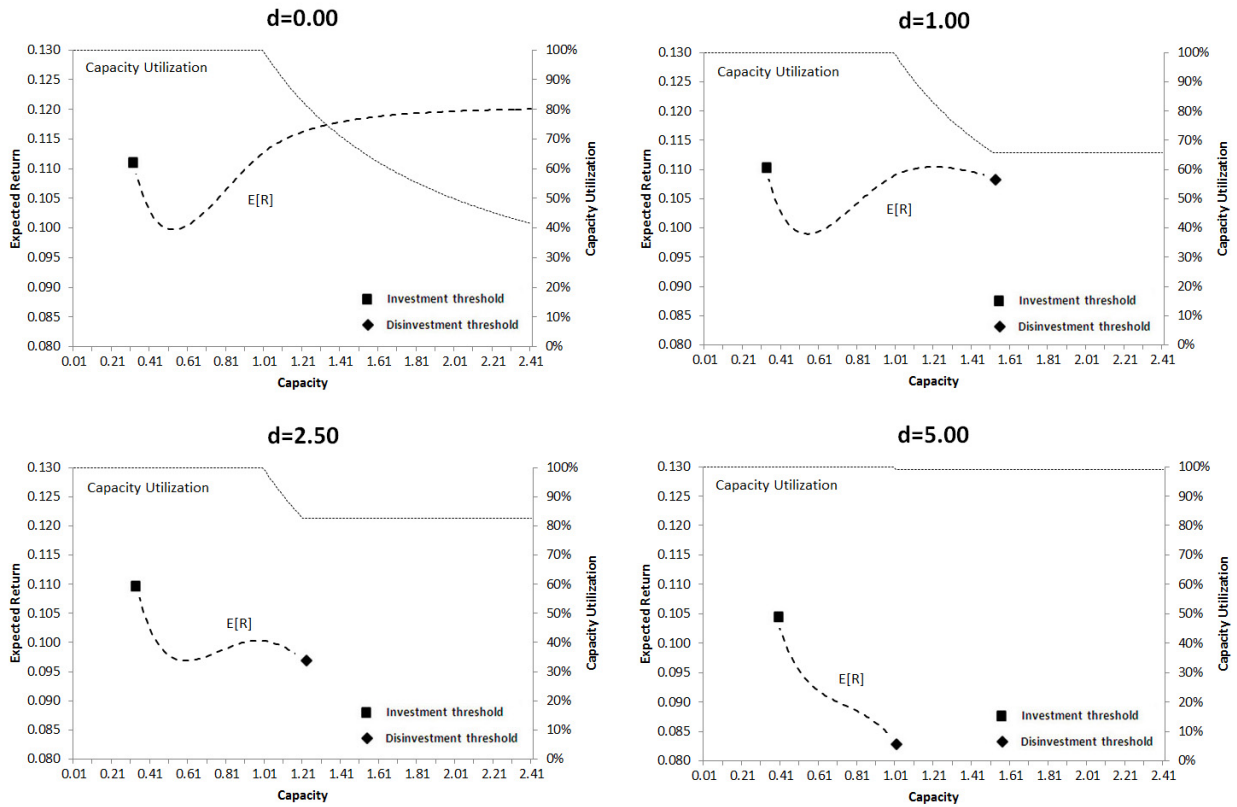 d=0.00
0.130
0.125
0.120
0.115
0.110
0.105
0.100
0.095
0.090
0.085
0.080
Expected Return
Capacity Utilization
E[R]
Investment threshold
Disinvestment threshold
100%
90%
80%
70%
60%
50%
40%
30%
20%
10%
0%
Capacity Utilization
0.01 0.21 0.41 0.61 0.81 1.01 1.21 1.41 1.61 1.81 2.01 2.21 2.41
Capacity
d=1.00
0.130
0.125
0.120
0.115
0.110
0.105
0.100
0.095
0.090
0.085
0.080
Expected Return
Capacity Utilization
E[R]
Investment threshold
Disinvestment threshold
100%
90%
80%
70%
60%
50%
40%
30%
20%
10%
0%
Capacity Utilization
0.01 0.21 0.41 0.61 0.81 1.01 1.21 1.41 1.61 1.81 2.01 2.21 2.41
Capacity
d=2.50
0.130
0.125
0.120
0.115
0.110
0.105
0.100
0.095
0.090
0.085
0.080
Expected Return
Capacity Utilization
E[R]
Investment threshold
Disinvestment threshold
100%
90%
80%
70%
60%
50%
40%
30%
20%
10%
0%
Capacity Utilization
0.01 0.21 0.41 0.61 0.81 1.01 1.21 1.41 1.61 1.81 2.01 2.21 2.41
Capacity
d=5.00
0.130
0.125
0.120
0.115
0.110
0.105
0.100
0.095
0.090
0.085
0.080
Expected Return
Capacity Utilization
E[R]
Investment threshold
Disinvestment threshold
100%
90%
80%
70%
60%
50%
40%
30%
20%
10%
0%
Capacity Utilization
0.01 0.21 0.41 0.61 0.81 1.01 1.21 1.41 1.61 1.81 2.01 2.21 2.41
Capacity